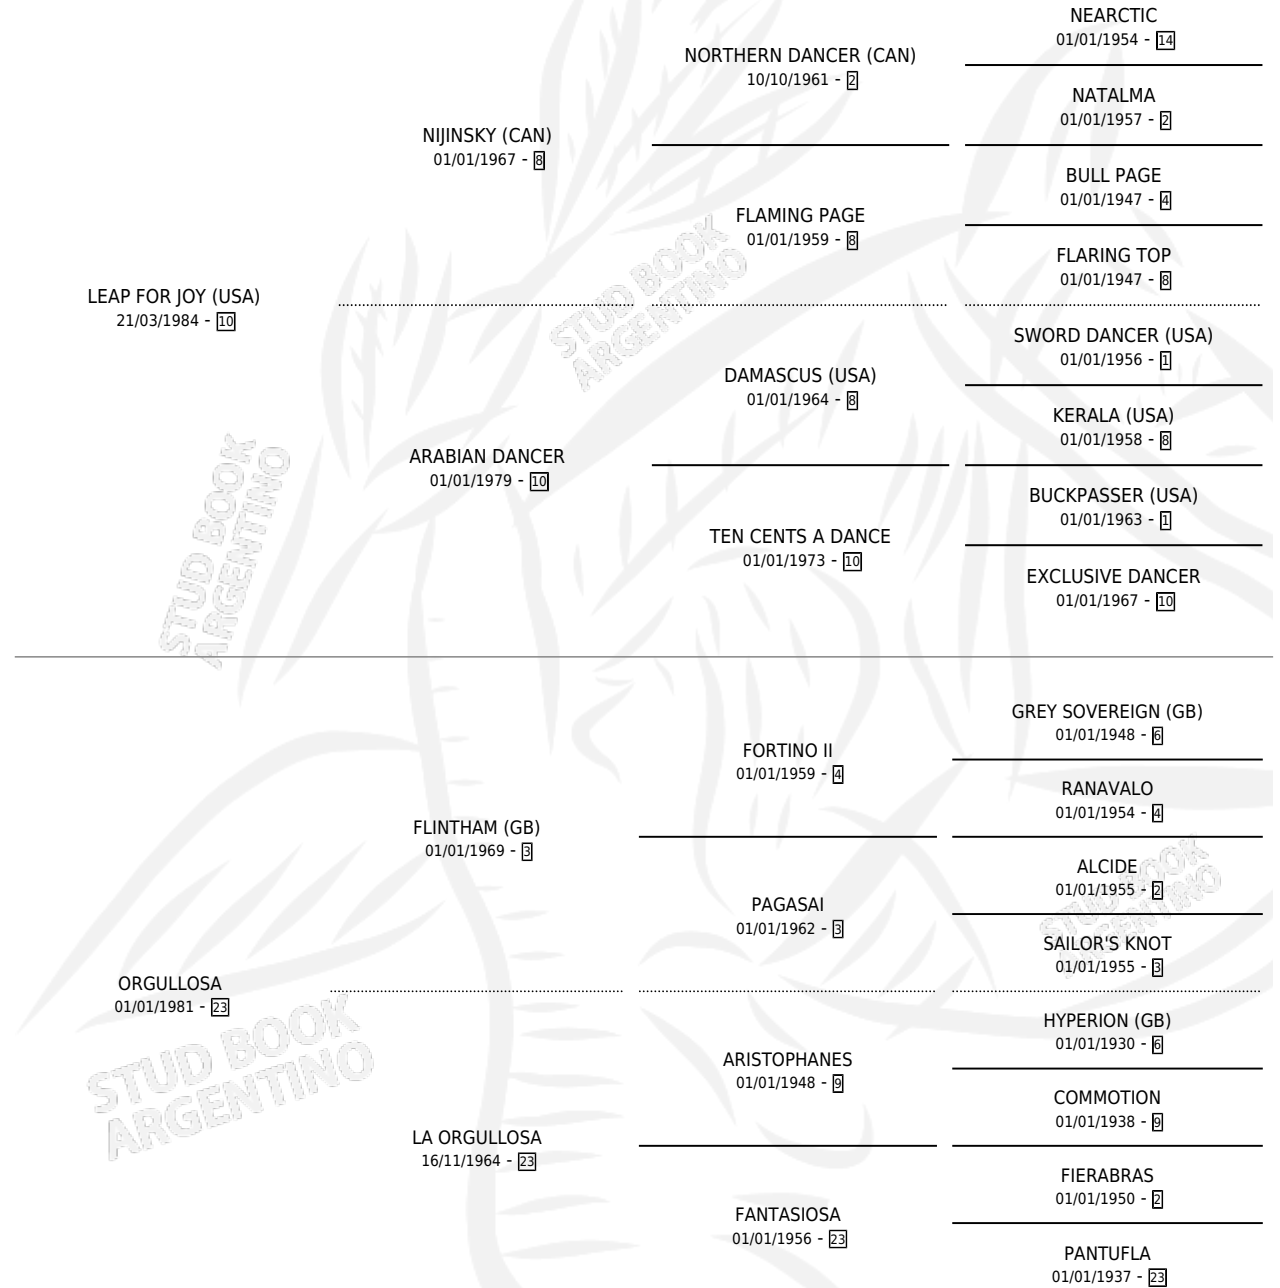 NEARCTIC
01/01/1954 - 14
NORTHERN DANCER (CAN)
10/10/1961 - 2
NATALMA
01/01/1957 - 2
NIJINSKY (CAN)
01/01/1967 - 8
BULL PAGE
01/01/1947 - 4
FLAMING PAGE
01/01/1959 - 8
FLARING TOP
01/01/1947 - 8
LEAP FOR JOY (USA)
21/03/1984 - 10
SWORD DANCER (USA)
01/01/1956 - 1
DAMASCUS (USA)
01/01/1964 - 8
KERALA (USA)
01/01/1958 - 8
ARABIAN DANCER
01/01/1979 - 10
BUCKPASSER (USA)
01/01/1963 - 1
TEN CENTS A DANCE
01/01/1973 - 10
EXCLUSIVE DANCER
01/01/1967 - 10
GREY SOVEREIGN (GB)
01/01/1948 - 6
FORTINO II
01/01/1959 - 4
RANAVALO
01/01/1954 - 4
FLINTHAM (GB)
01/01/1969 - 3
ALCIDE
01/01/1955 - 2
PAGASAI
01/01/1962 - 3
SAILOR'S KNOT
01/01/1955 - 3
ORGULLOSA
01/01/1981 - 23
HYPERION (GB)
01/01/1930 - 6
ARISTOPHANES
01/01/1948 - 9
COMMOTION
01/01/1938 - 9
LA ORGULLOSA
16/11/1964 - 23
FIERABRAS
01/01/1950 - 2
FANTASIOSA
01/01/1956 - 23
PANTUFLA
01/01/1937 - 23
STUD BOOK
ARGENTINO
STUD BOOK
ARGENTINO
STUD BOOK
ARGENTINO
STUD BOOK
ARGENTINO